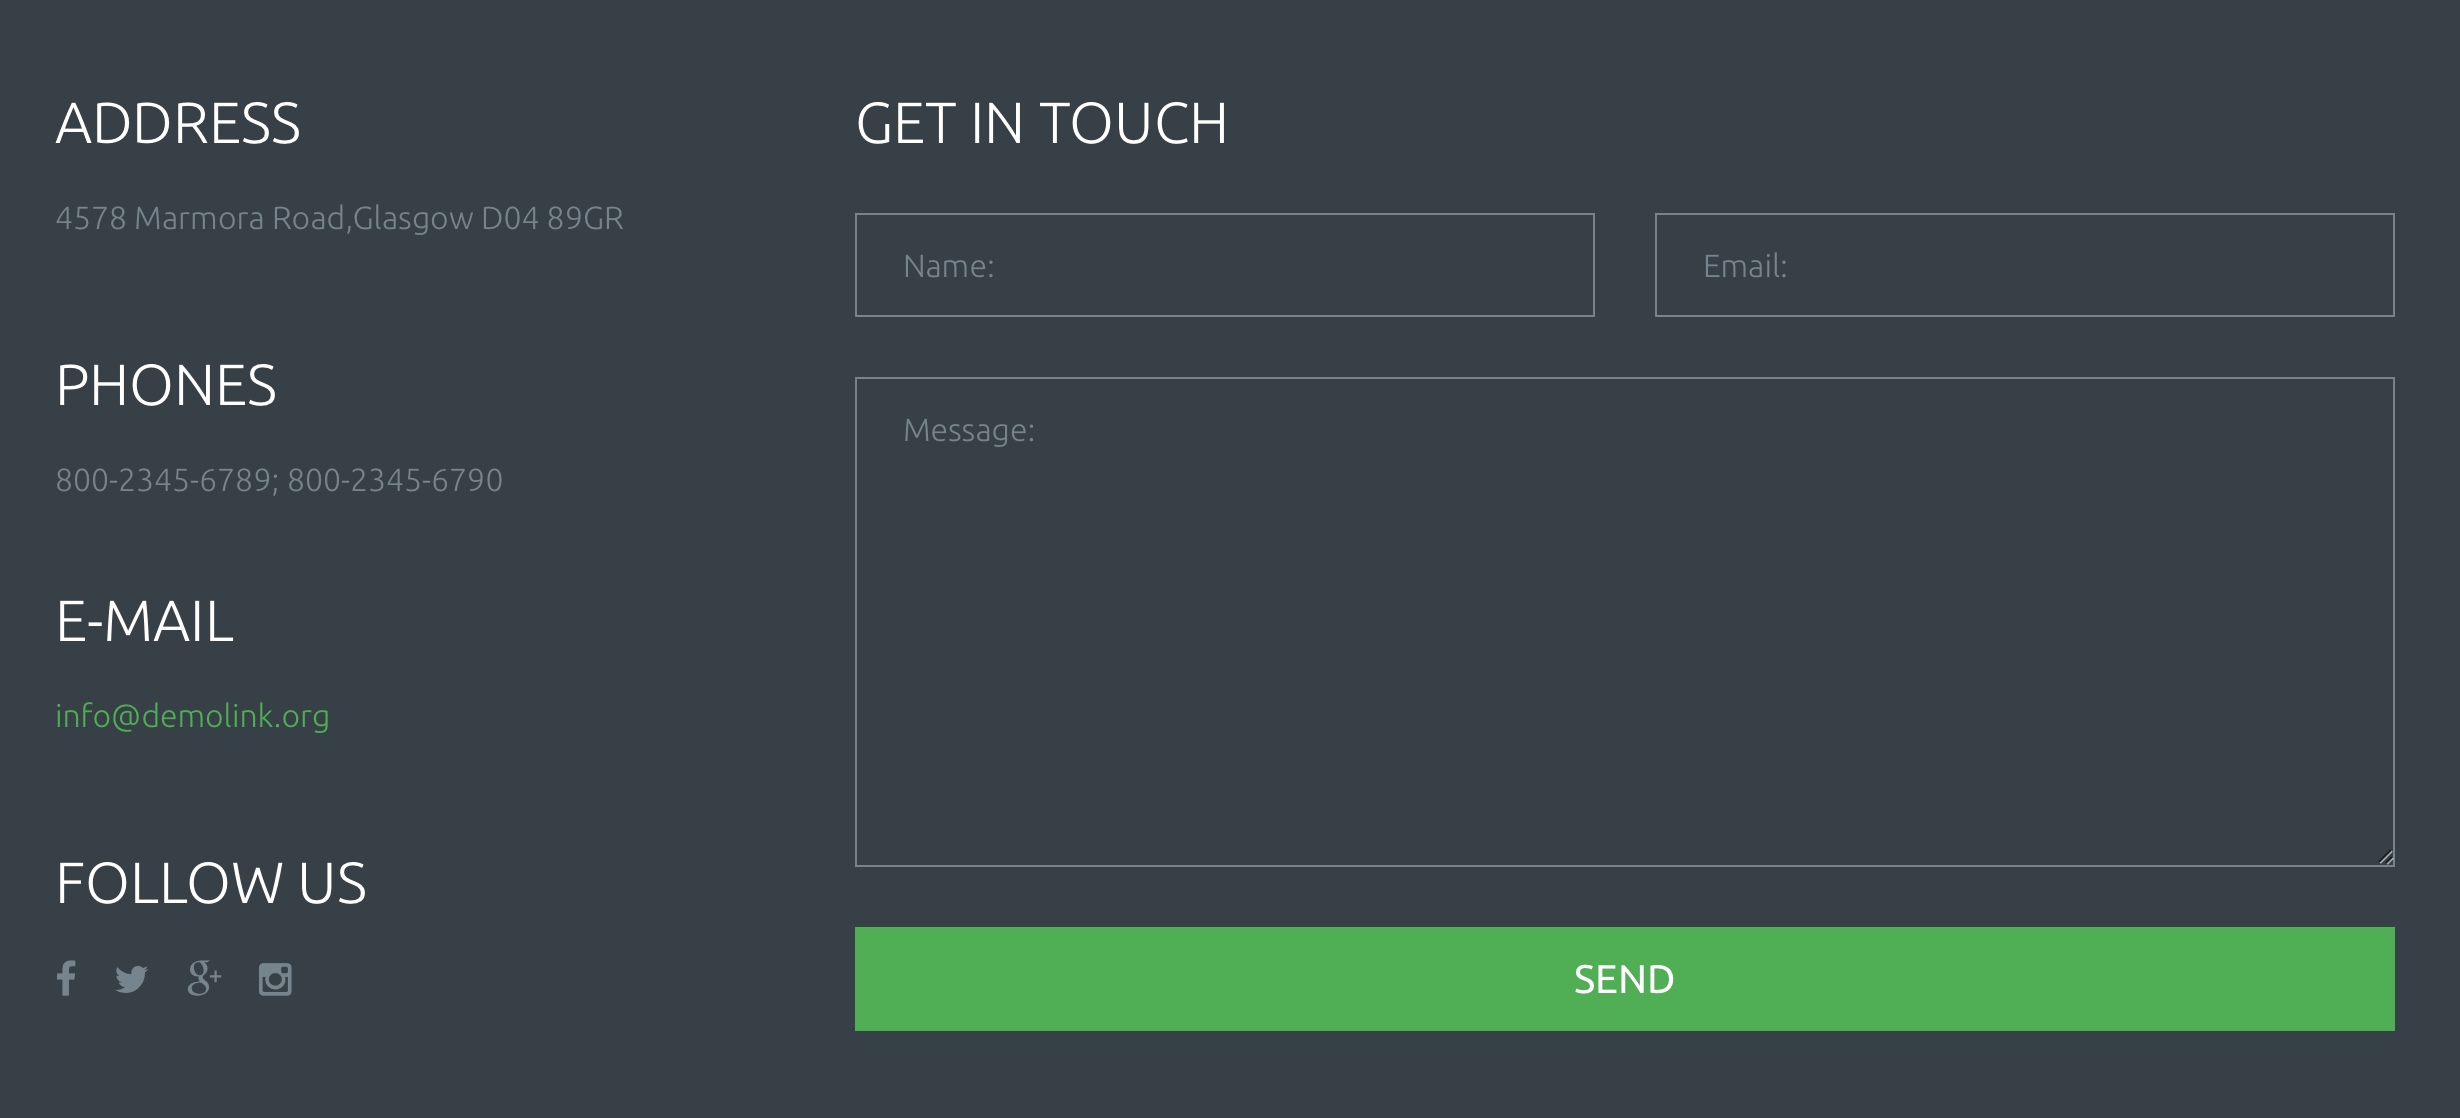 ADDRESS
4578 Marmora Road,Glasgow D04 89GR
PHONES
800-2345-6789; 800-2345-6790
E-MAIL
info@demolink.org
FOLLOW US
GET IN TOUCH
Name:
Email:
Message:
SEND